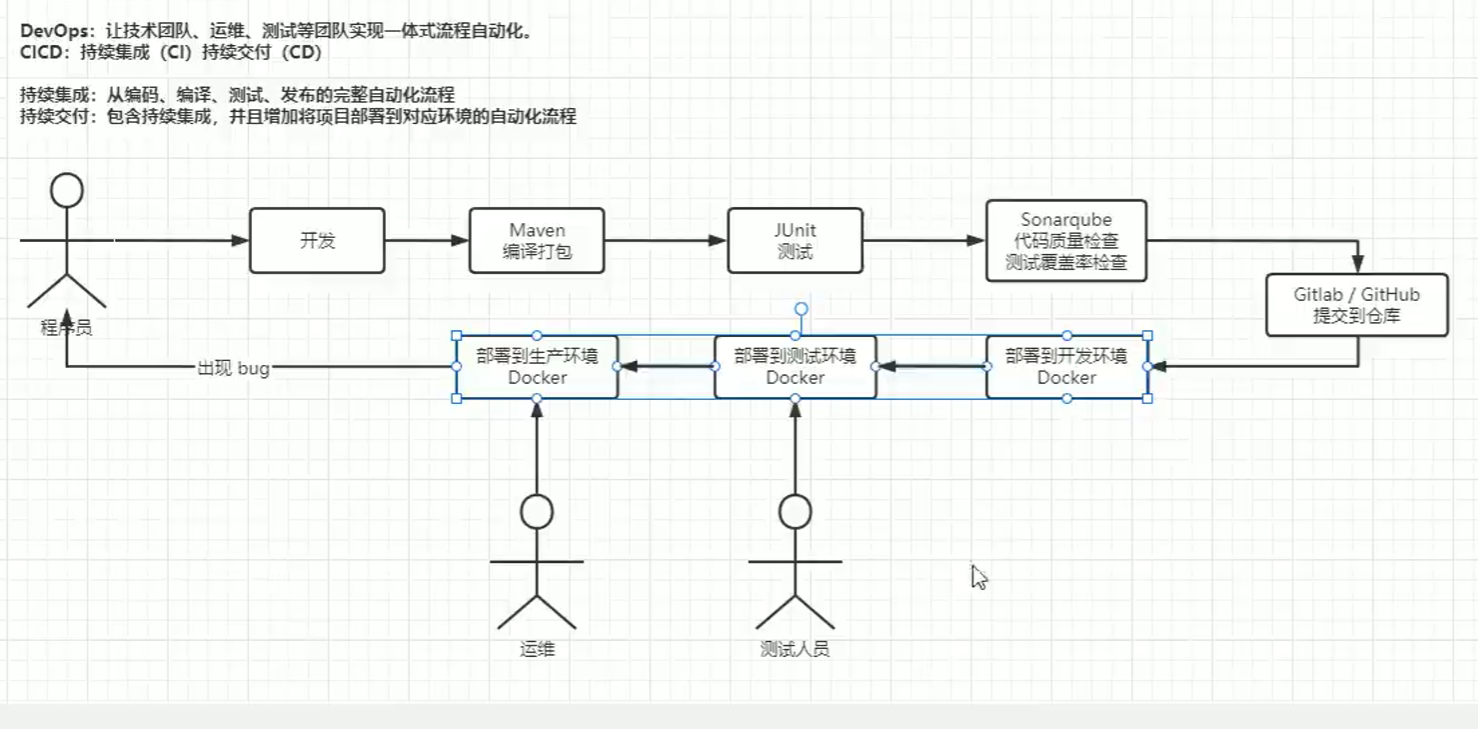 DevOps：让技术团队、运维、测试等团队实现一体式流程自动化。
CICD：持续集成（CI）持续交付（CD）
持续集成：从编码、编译、测试、发布的完整自动化流程
持续交付：包含持续集成，并且增加将项目部署到对应环境的自动化流程
开发
Maven
编译打包
JUnit
测试
Sonarqube
代码质量检查
测试覆盖率检查
Gitlab / GitHub
提交到仓库
程序员
部署到生产环境
Docker
部署到测试环境
Docker
部署到开发环境
Docker
出现 bug
运维
测试人员